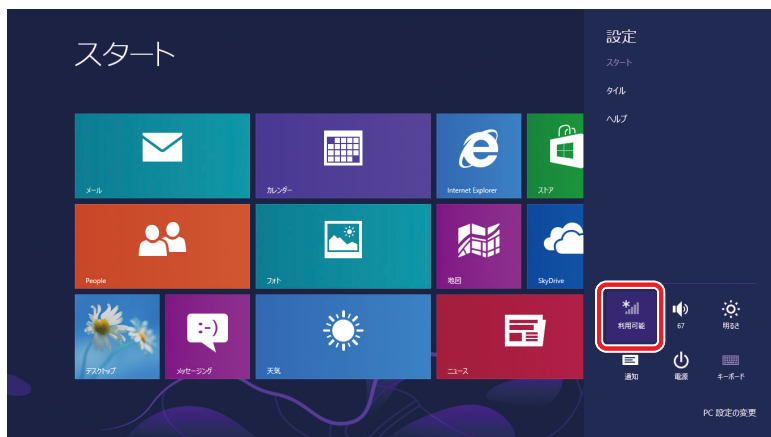 スタート
メール
カレンダー
Internet Explorer
ストア
People
フォト
地図
SkyDrive
デスクトップ
:-)
メッセージング
天気
ニュース
設定
スタート
タイル
ヘルプ
利用可能
67
明るさ
通知
電源
キーボード
PC 設定の変更